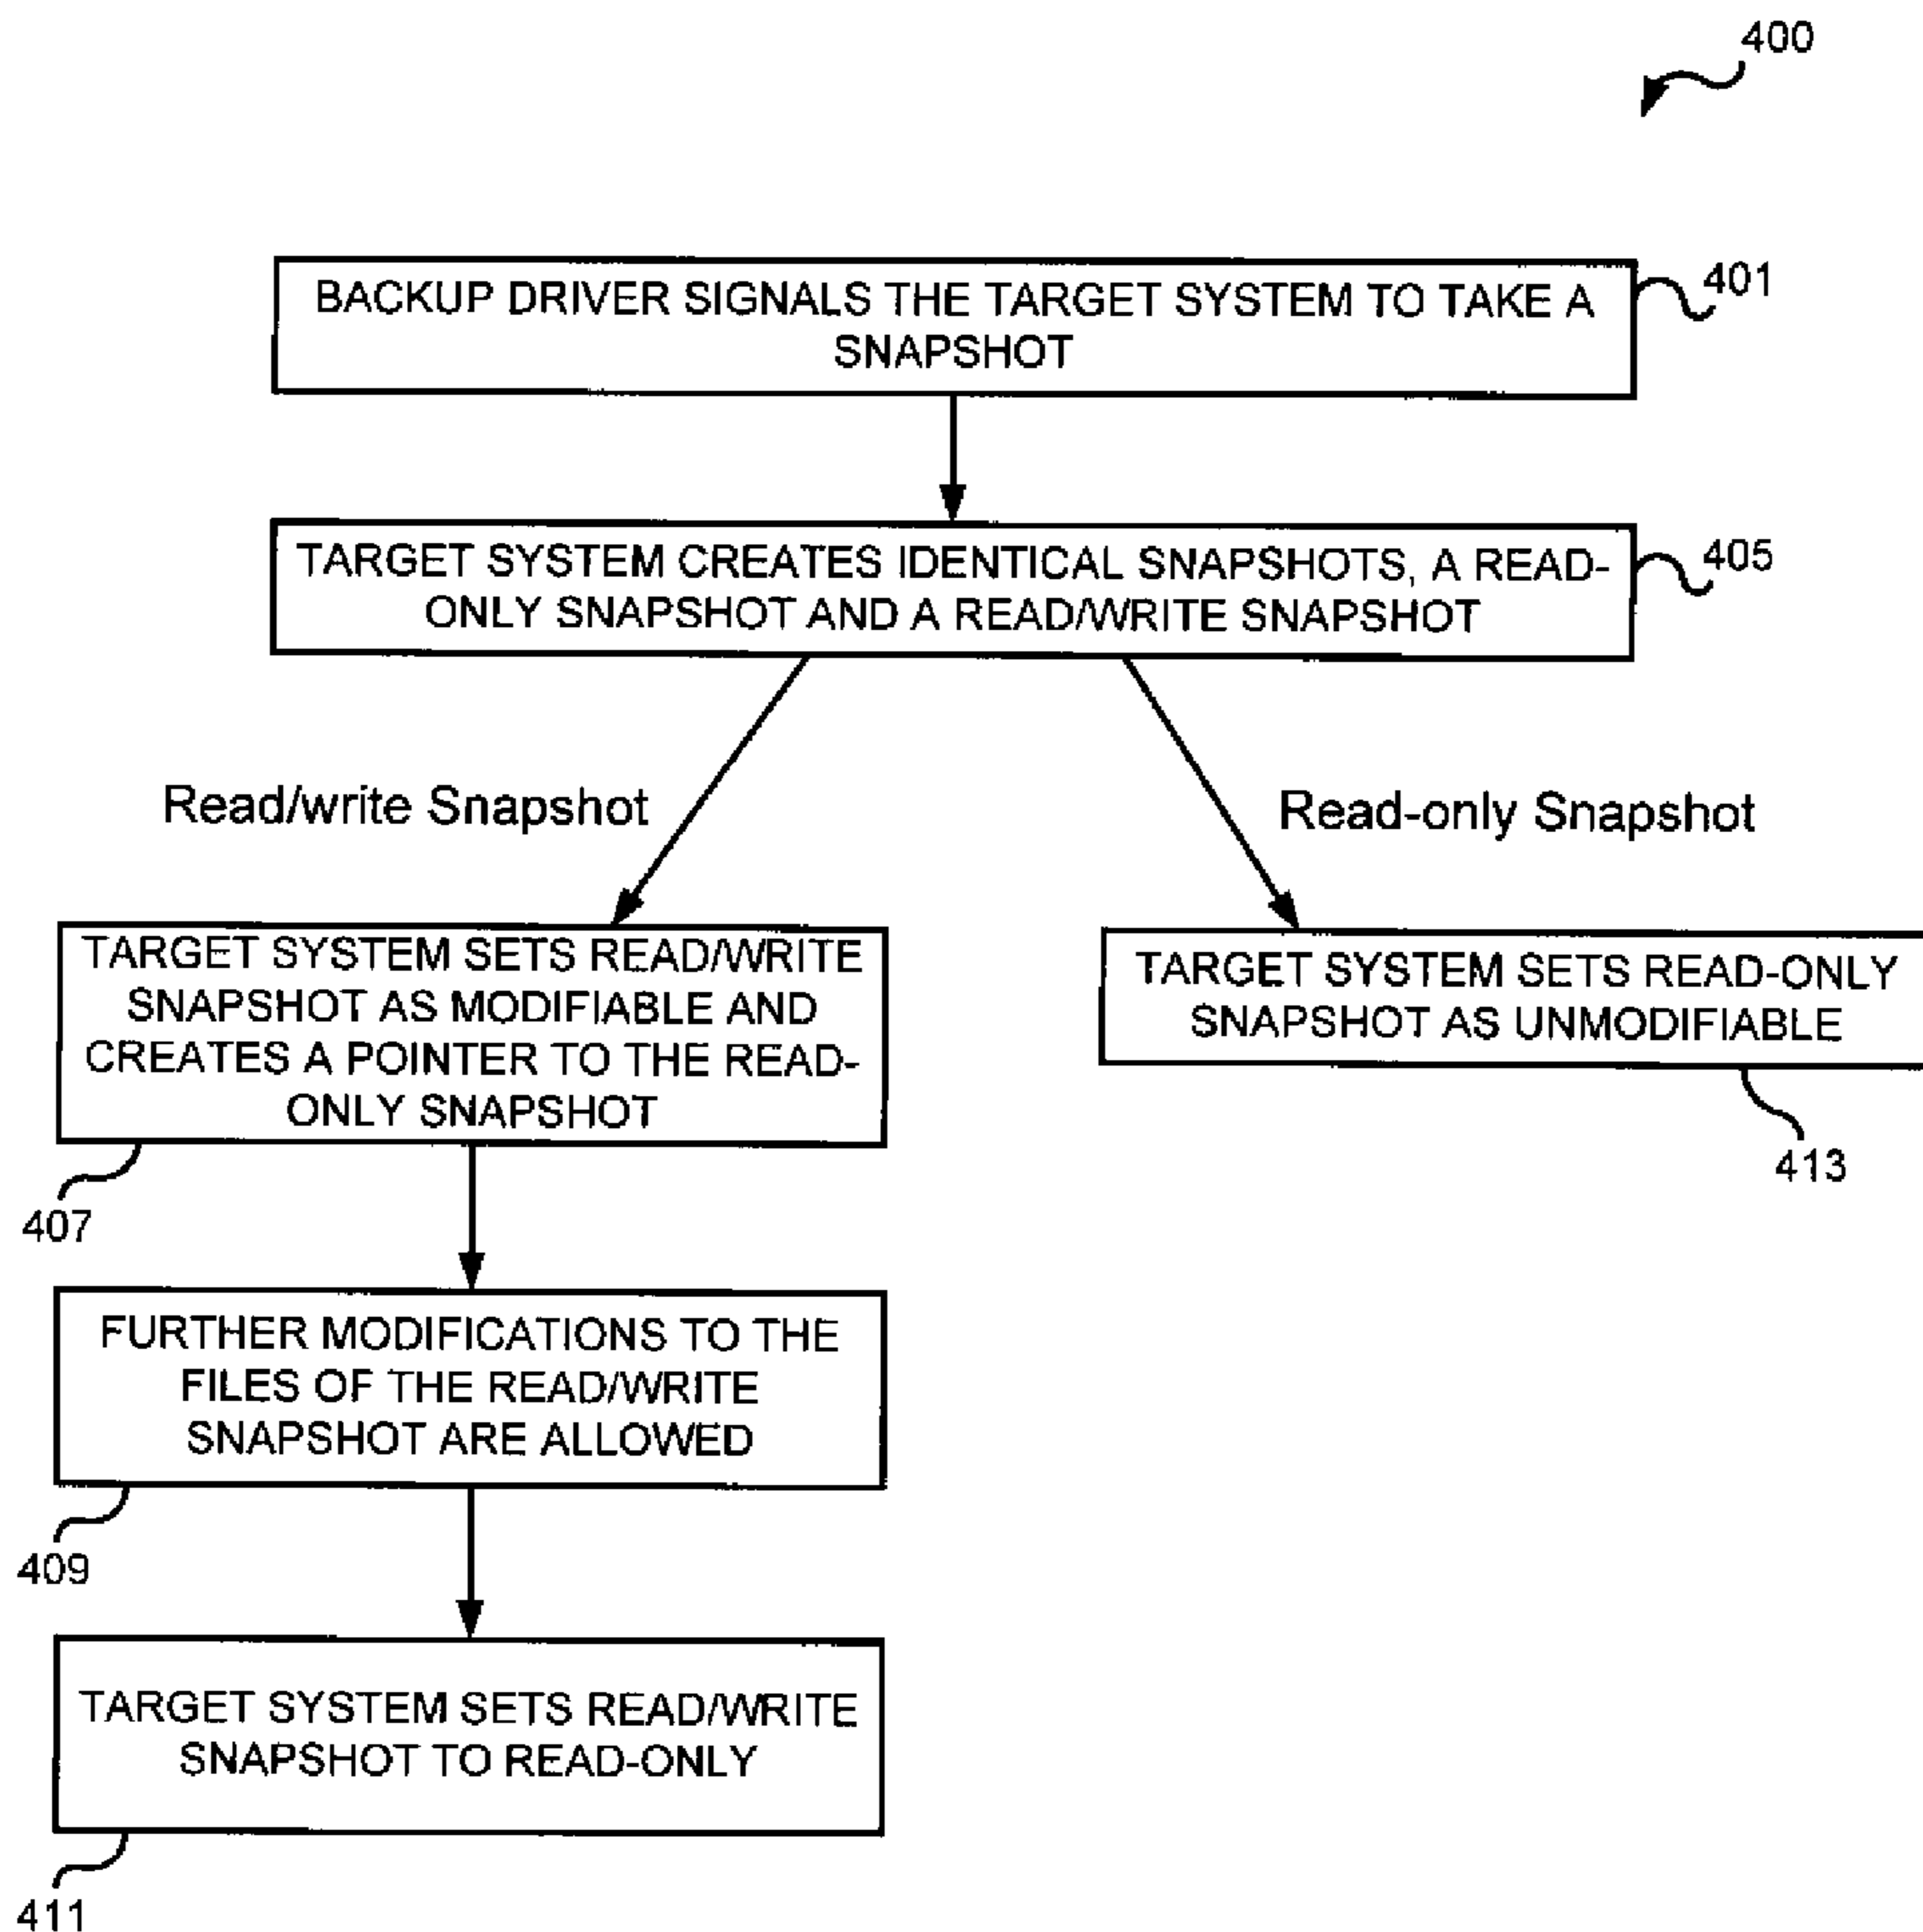 400
BACKUP DRIVER SIGNALS THE TARGET SYSTEM TO TAKE A
SNAPSHOT
401
TARGET SYSTEM CREATES IDENTICAL SNAPSHOTS, A READ-
ONLY SNAPSHOT AND A READ/WRITE SNAPSHOT
405
Read/write Snapshot
Read-only Snapshot
TARGET SYSTEM SETS READ/WRITE
SNAPSHOT AS MODIFIABLE AND
CREATES A POINTER TO THE READ-
ONLY SNAPSHOT
407
TARGET SYSTEM SETS READ-ONLY
SNAPSHOT AS UNMODIFIABLE
413
FURTHER MODIFICATIONS TO THE
FILES OF THE READ/WRITE
SNAPSHOT ARE ALLOWED
409
TARGET SYSTEM SETS READ/WRITE
SNAPSHOT TO READ-ONLY
411